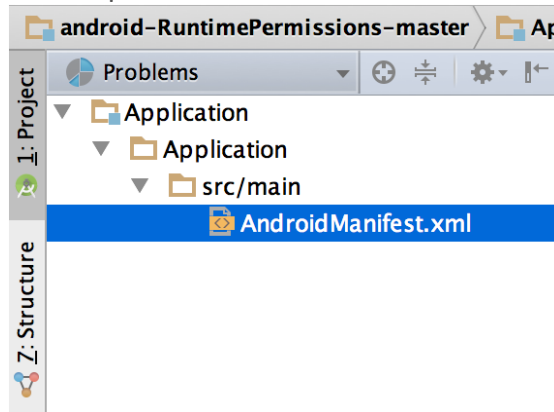 android-RuntimePermissions-master
Problems
Application
Application
src/main
AndroidManifest.xml
1: Project
7: Structure